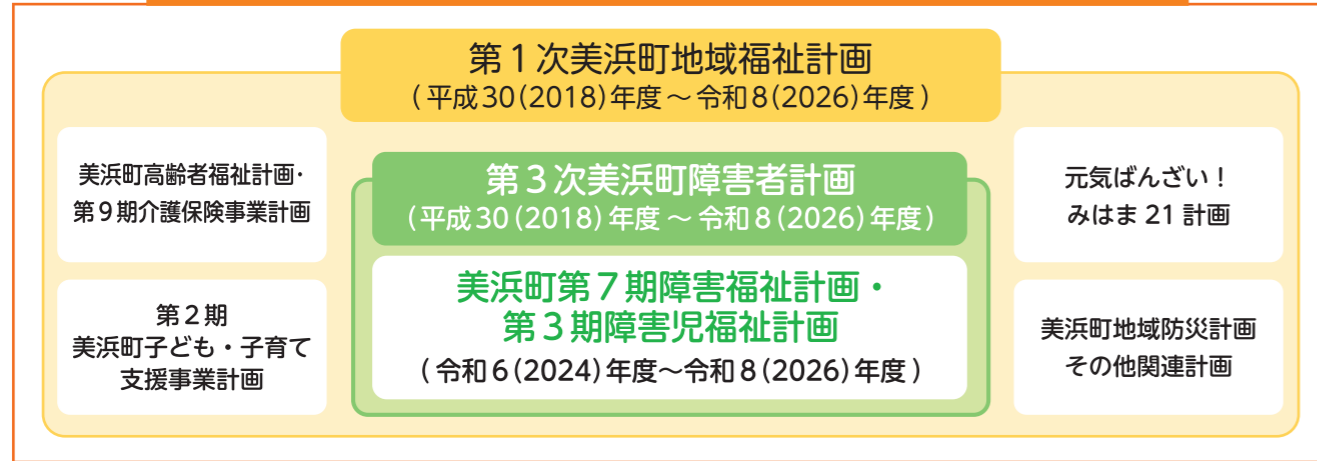 第1次美浜町地域福祉計画
(平成30(2018)年度～令和8(2026)年度)
美浜町高齢者福祉計画・
第9期介護保険事業計画
第2期
美浜町子ども・子育て
支援事業計画
第3次美浜町障害者計画
(平成30(2018)年度～令和8(2026)年度)
美浜町第7期障害福祉計画・
第3期障害児福祉計画
(令和6(2024)年度～令和8(2026)年度)
元気ばんざい！
みはま 21 計画
美浜町地域防災計画
その他関連計画